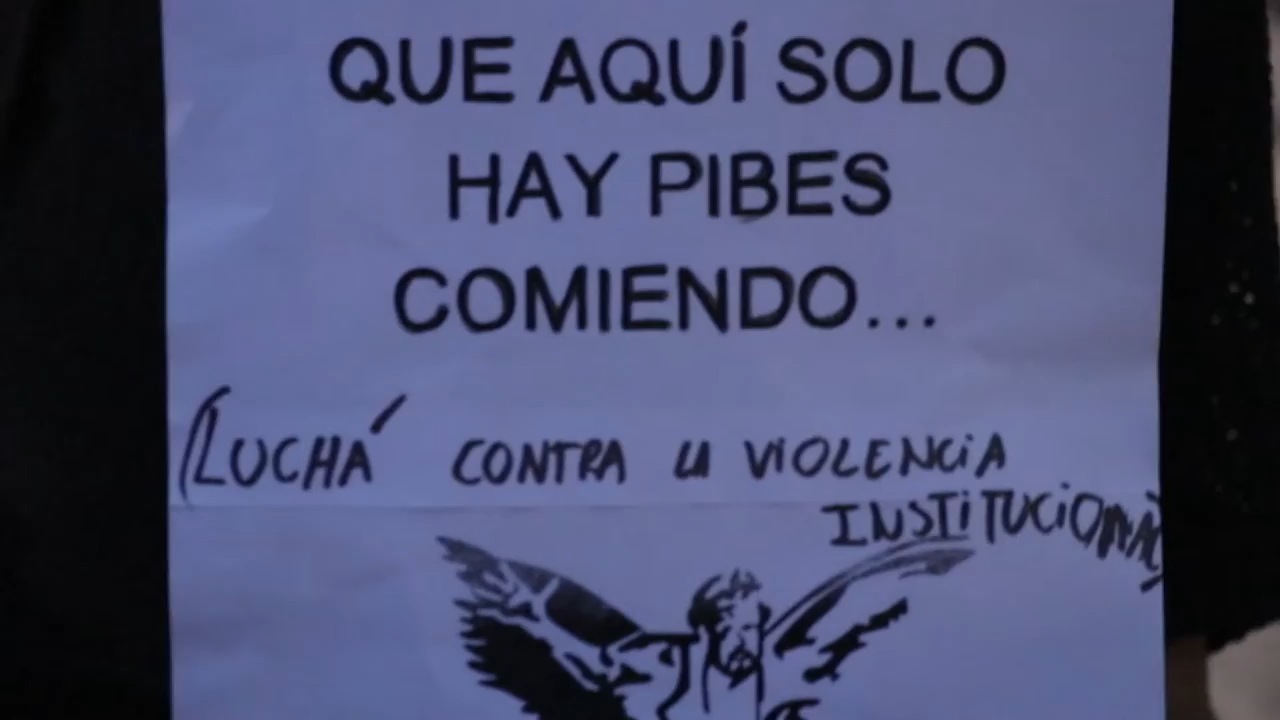 QUE AQUÍ SOLO
HAY PIBES
COMIENDO...
LUCHÁ CONTRA LA VIOLENCIA
INSTITUCIONAL